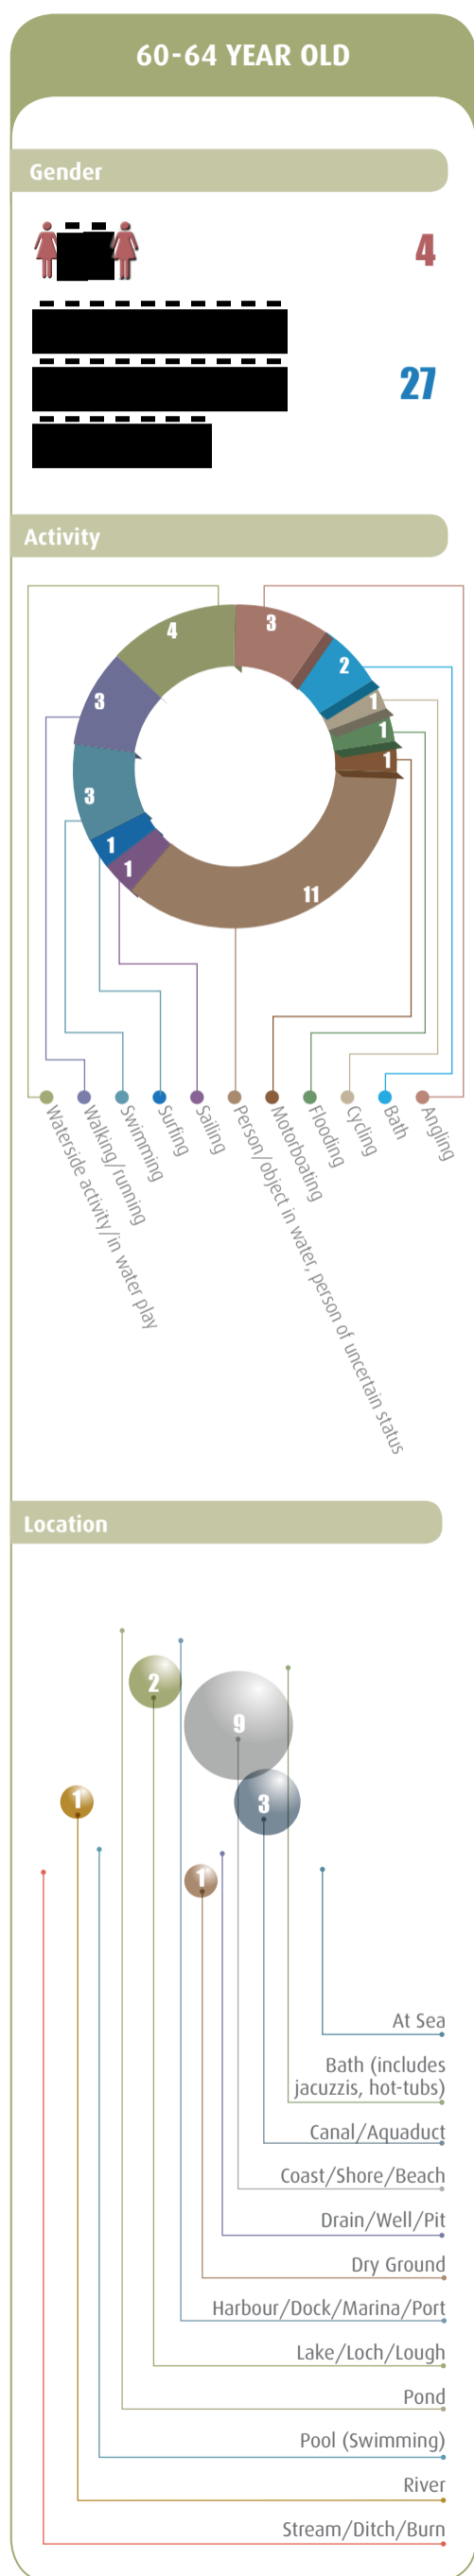 60-64 YEAR OLD
Gender
4
27
Activity
4
3
2
1
1
1
3
3
1
1
11
Waterside activity/in water play
Walking/running
Swimming
Surfing
Sailing
Person/object in water, person of uncertain status
Motorboating
Flooding
Cycling
Bath
Angling
Location
2
9
1
3
1
At Sea
Bath (includes
jacuzzis, hot-tubs)
Canal/Aquaduct
Coast/Shore/Beach
Drain/Well/Pit
Dry Ground
Harbour/Dock/Marina/Port
Lake/Loch/Lough
Pond
Pool (Swimming)
River
Stream/Ditch/Burn